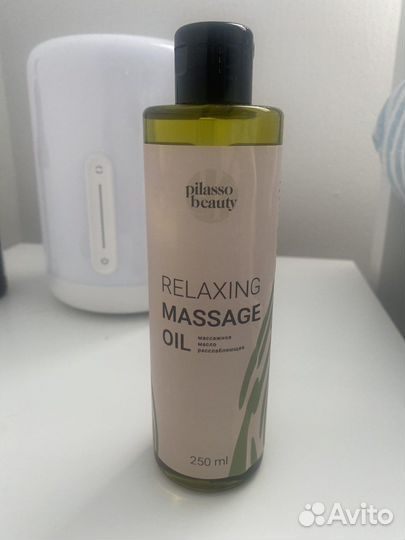 pilasso
beauty
RELAXING
MASSAGE
OIL
массажное
масло
расслабляющее
250 ml
Avito